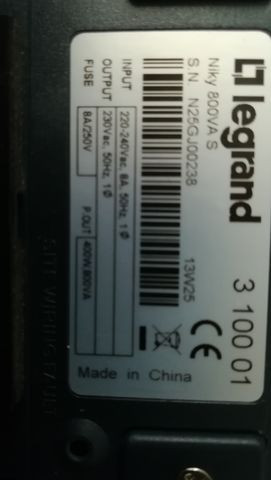 legrand 3 100 01
Niky 800VA S
S.N. N25GJ00238 13W25
INPUT 220-240Vac, 8A, 50Hz, 1Ø
OUTPUT 230Vac, 50Hz, 1Ø
FUSE 8A/250V P.OUT 400W,800VA
CE
Made in China